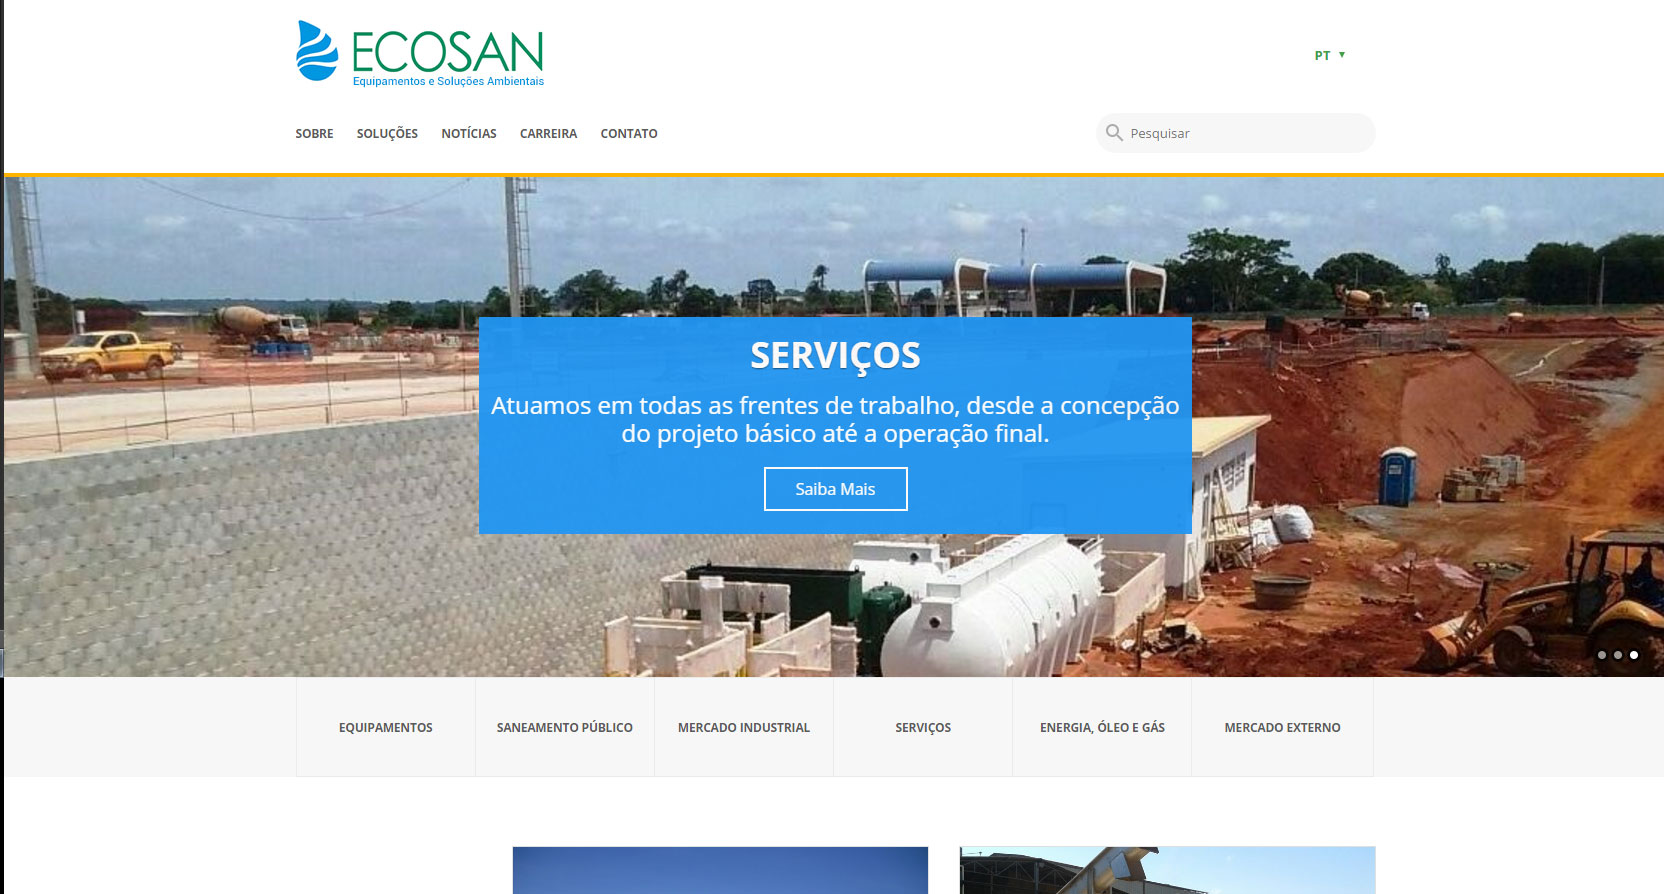 ECOSAN
Equipamentos e Soluções Ambientais
PT
SOBRE SOLUÇÕES NOTÍCIAS CARREIRA CONTATO
Pesquisar
SERVIÇOS
Atuamos em todas as frentes de trabalho, desde a concepção
do projeto básico até a operação final.
Saiba Mais
EQUIPAMENTOS SANEAMENTO PÚBLICO MERCADO INDUSTRIAL SERVIÇOS ENERGIA, ÓLEO E GÁS MERCADO EXTERNO